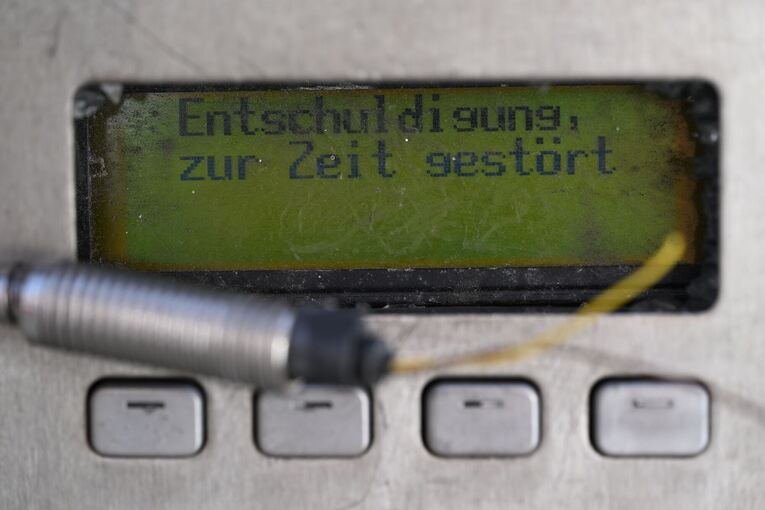 Entschuldigung,
zur Zeit gestört